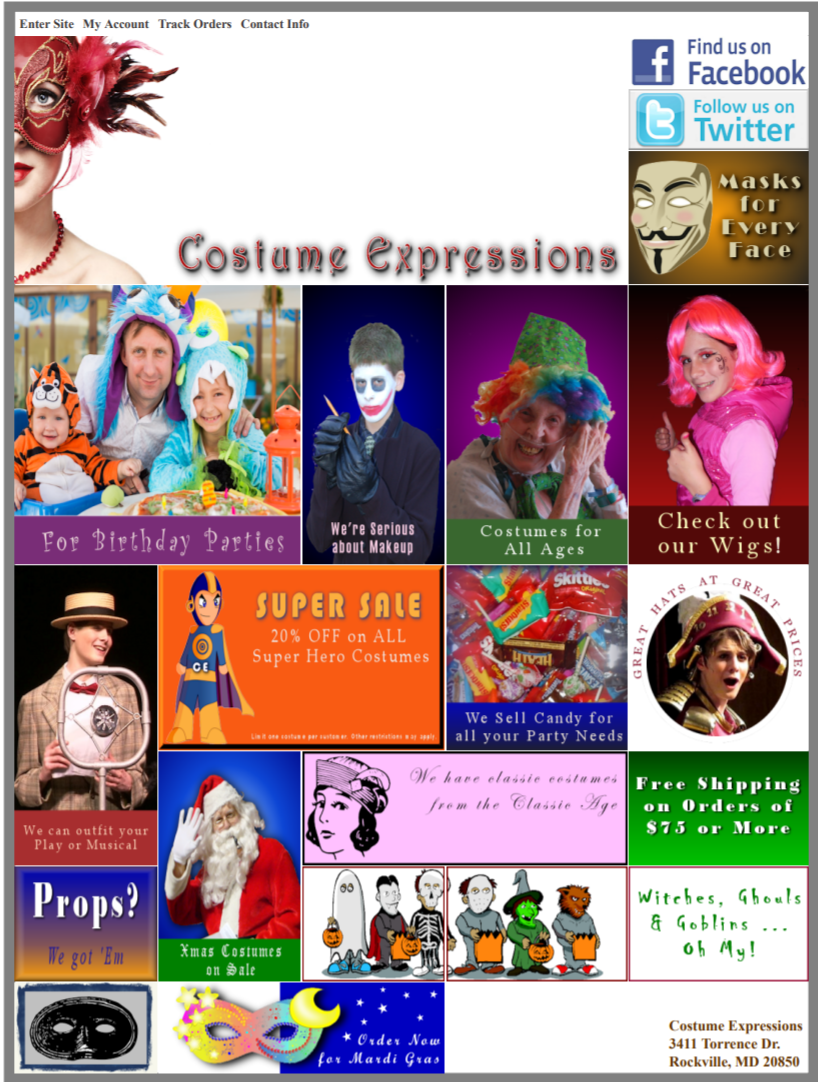 Enter Site My Account Track Orders Contact Info
Find us on
Facebook
Follow us on
Twitter
Masks
for
Every
Face
Costume Expressions
For Birthday Parties
We're Serious
about Makeup
Costumes for
All Ages
Check out
our Wigs!
We can outfit your
Play or Musical
CE
SUPER SALE
20% OFF on ALL
Super Hero Costumes
Limit one costume per customer. Other restrictions may apply
Skittles
We Sell Candy for
all your Party Needs
GREAT HATS AT GREAT PRICES
Xmas Costumes
on Sale
We have classic costumes
from the Classic Age
Free Shipping
on Orders of
$75 or More
Props?
We got 'Em
Witches, Ghouls
& Goblins ...
Oh My!
Order Now
for Mardi Gras
Costume Expressions
3411 Torrence Dr.
Rockville, MD 20850